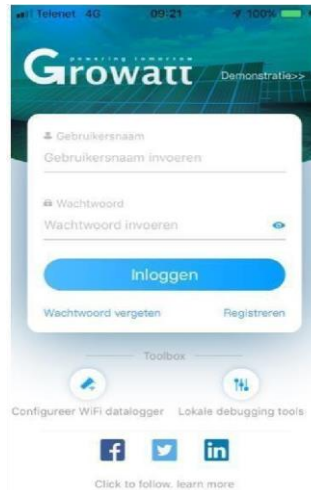 Telenet 4G 09:21 100%
powering tomorrow
Growatt
Demonstratie>>
Gebruikersnaam
Gebruikersnaam invoeren
Wachtwoord
Wachtwoord invoeren
Inloggen
Wachtwoord vergeten Registreren
Toolbox
Configureer WiFi datalogger Lokale debugging tools
f in
Click to follow, learn more